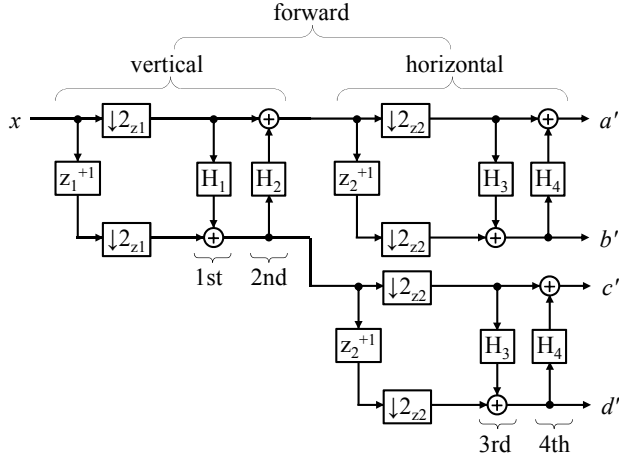 forward
vertical horizontal
x ↓2z1 ↓2z2 a′
z1+1 H1 H2 z2+1 H3 H4
↓2z1 ↓2z2 b′
1st 2nd ↓2z2 c′
z2+1 H3 H4
↓2z2 d′
3rd 4th